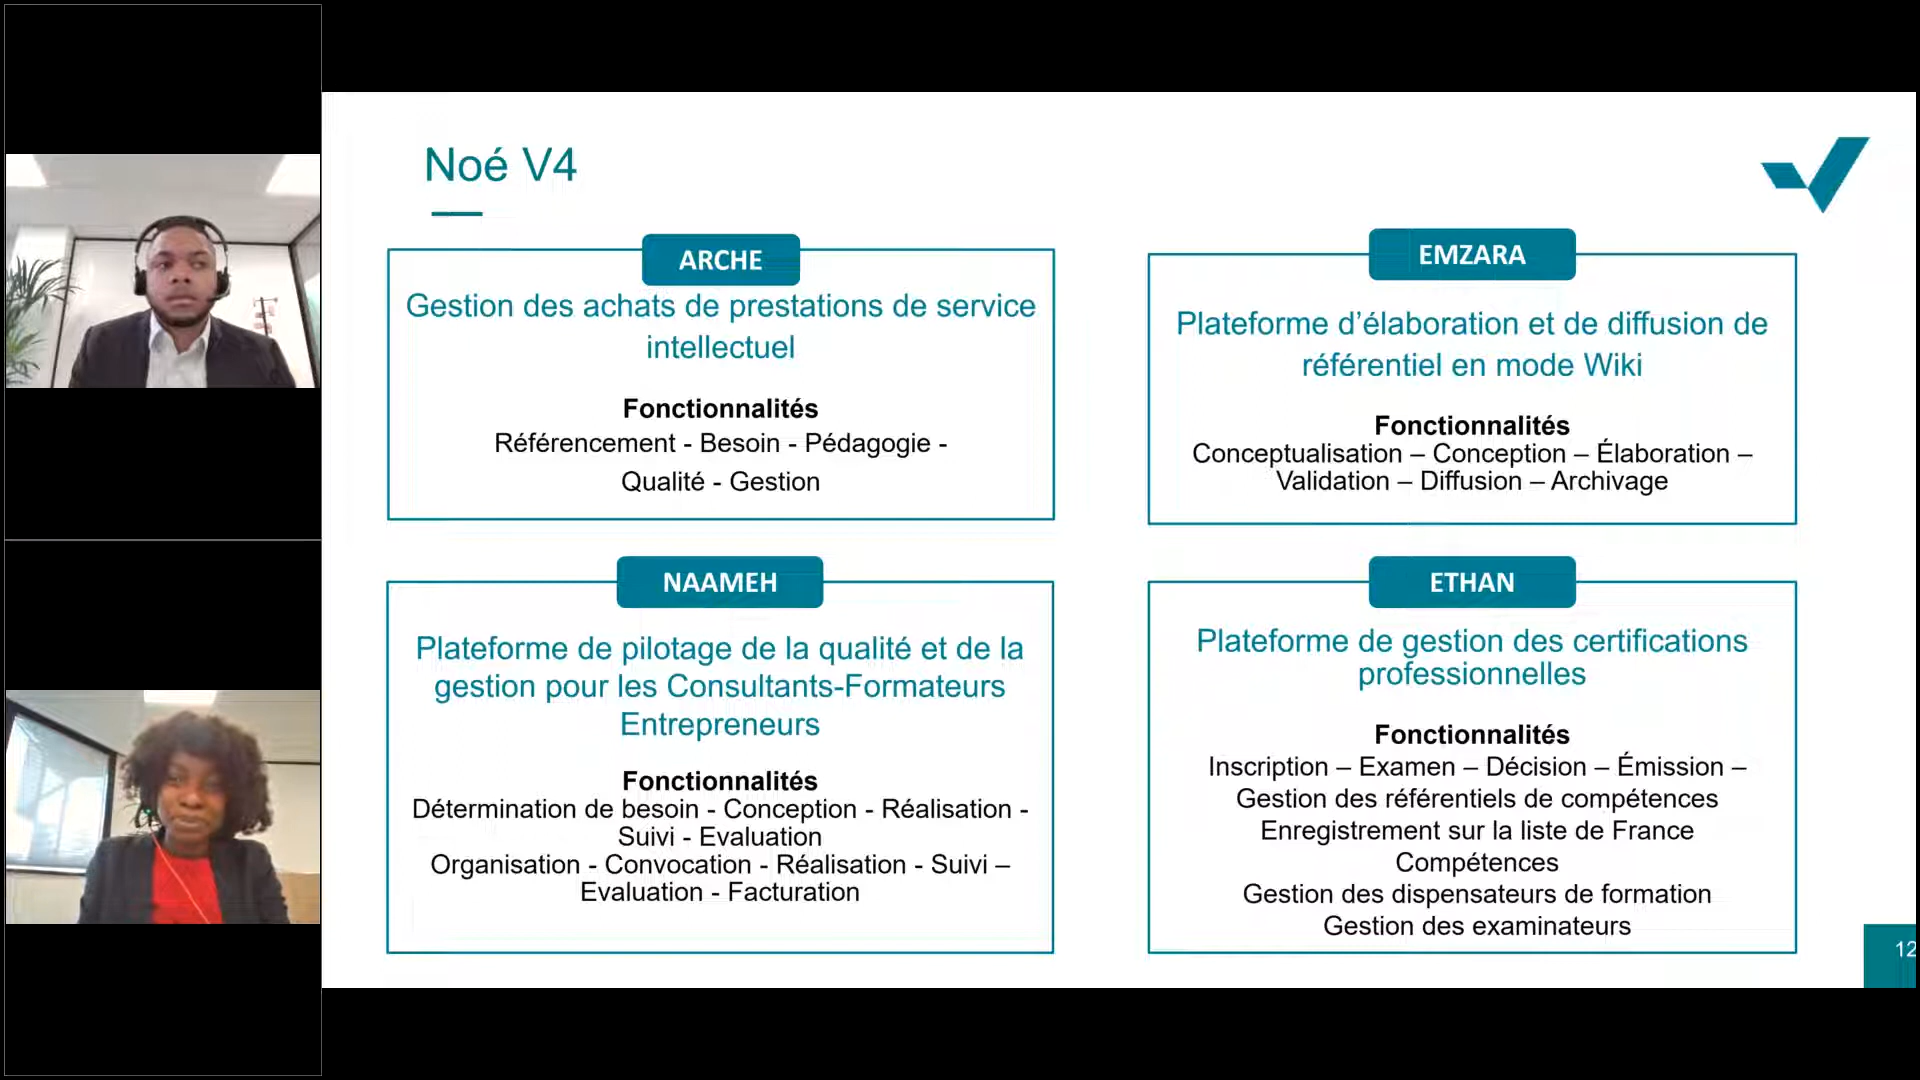 Noé V4
ARCHE
Gestion des achats de prestations de service
intellectuel
Fonctionnalités
Référencement - Besoin - Pédagogie -
Qualité - Gestion
EMZARA
Plateforme d’élaboration et de diffusion de
référentiel en mode Wiki
Fonctionnalités
Conceptualisation – Conception – Élaboration –
Validation – Diffusion – Archivage
NAAMEH
Plateforme de pilotage de la qualité et de la
gestion pour les Consultants-Formateurs
Entrepreneurs
Fonctionnalités
Détermination de besoin - Conception - Réalisation -
Suivi - Evaluation
Organisation - Convocation - Réalisation - Suivi –
Evaluation - Facturation
ETHAN
Plateforme de gestion des certifications
professionnelles
Fonctionnalités
Inscription – Examen – Décision – Émission –
Gestion des référentiels de compétences
Enregistrement sur la liste de France
Compétences
Gestion des dispensateurs de formation
Gestion des examinateurs
12